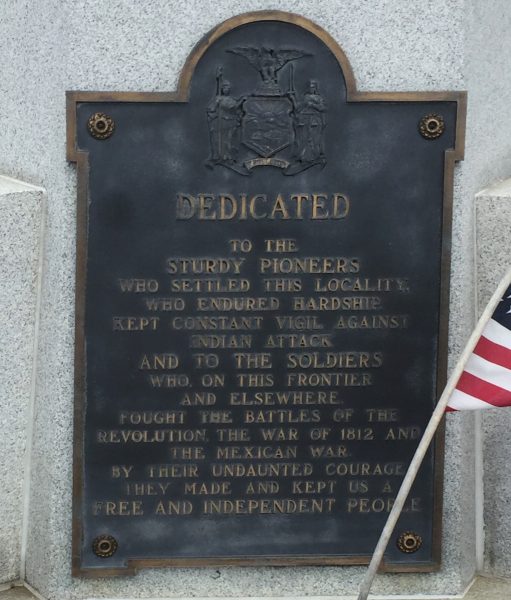 DEDICATED
TO THE
STURDY PIONEERS
WHO SETTLED THIS LOCALITY,
WHO ENDURED HARDSHIP,
KEPT CONSTANT VIGIL AGAINST
INDIAN ATTACK
AND TO THE SOLDIERS
WHO, ON THIS FRONTIER
AND ELSEWHERE,
FOUGHT THE BATTLES OF THE
REVOLUTION, THE WAR OF 1812 AND
THE MEXICAN WAR.
BY THEIR UNDAUNTED COURAGE
THEY MADE AND KEPT US A
FREE AND INDEPENDENT PEOPLE